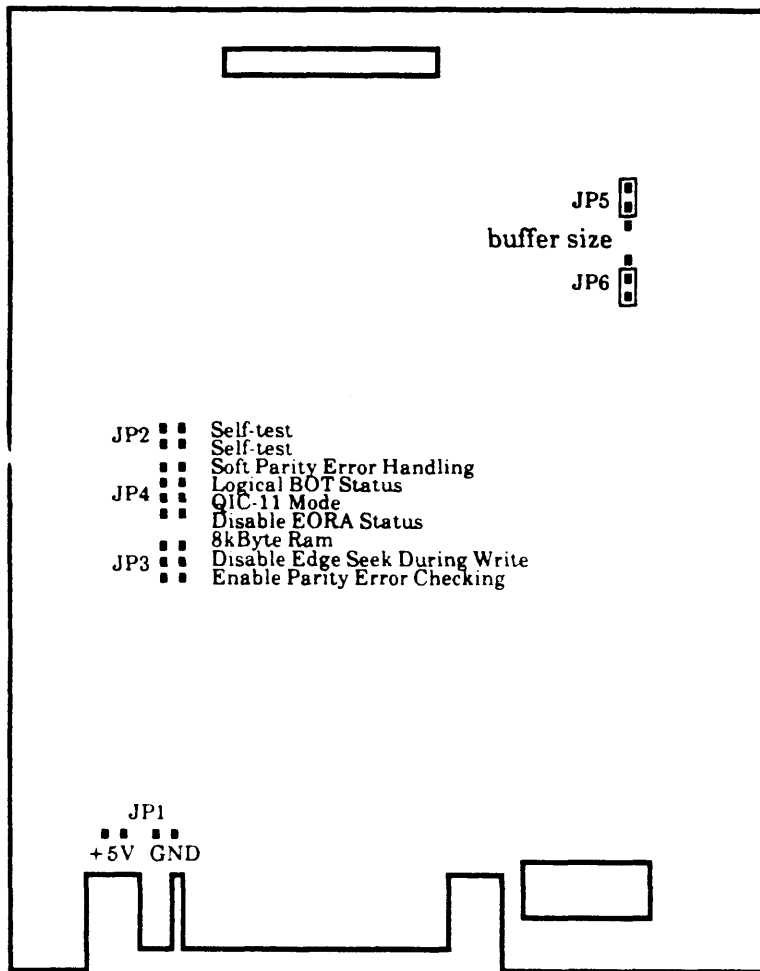 JP5
buffer size
JP6
JP2
Self-test
Self-test
Soft Parity Error Handling
JP4
Logical BOT Status
QIC-11 Mode
Disable EORA Status
8kByte Ram
JP3
Disable Edge Seek During Write
Enable Parity Error Checking
JP1
+5V GND